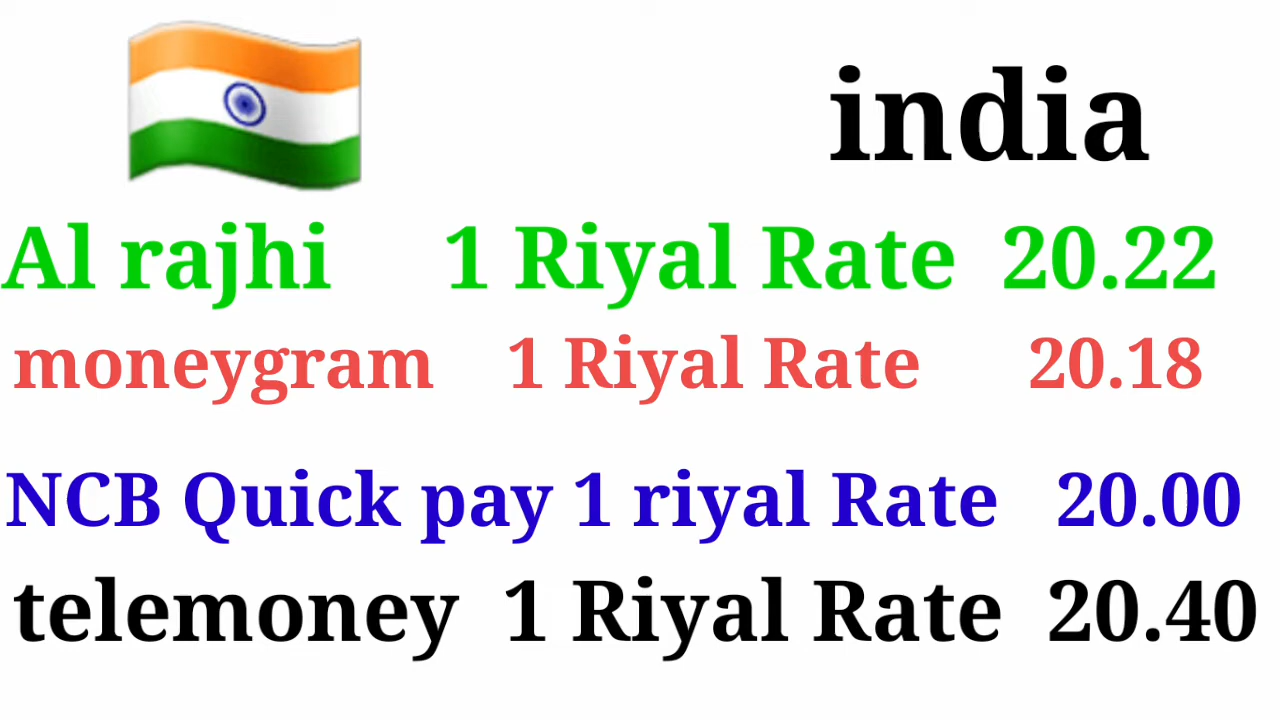 india
Al rajhi 1 Riyal Rate 20.22
moneygram 1 Riyal Rate 20.18
NCB Quick pay 1 riyal Rate 20.00
telemoney 1 Riyal Rate 20.40